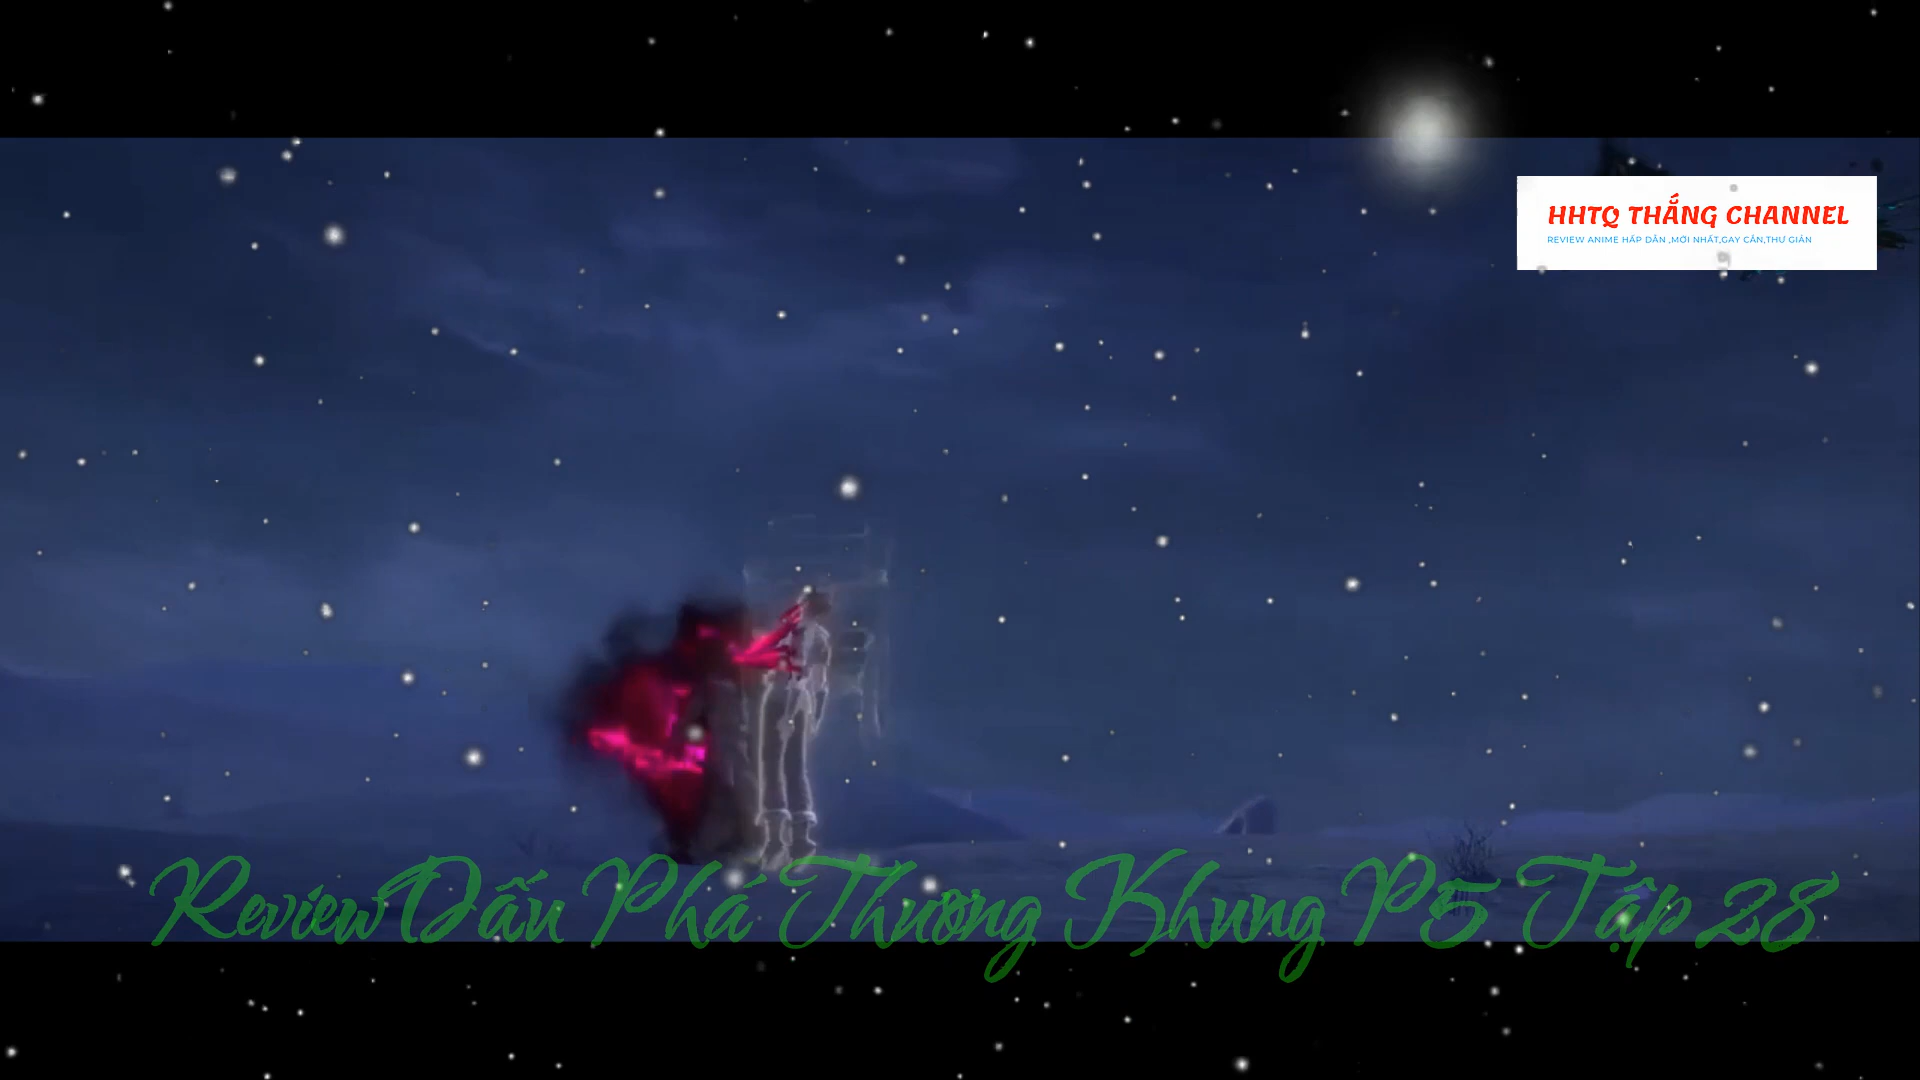 HHTQ THẮNG CHANNEL
REVIEW ANIME HẤP DẪN ,MỚI NHẤT,GAY CẤN,THƯ GIÃN
Review Dấu Phá Thương Khung P5 Tập 28